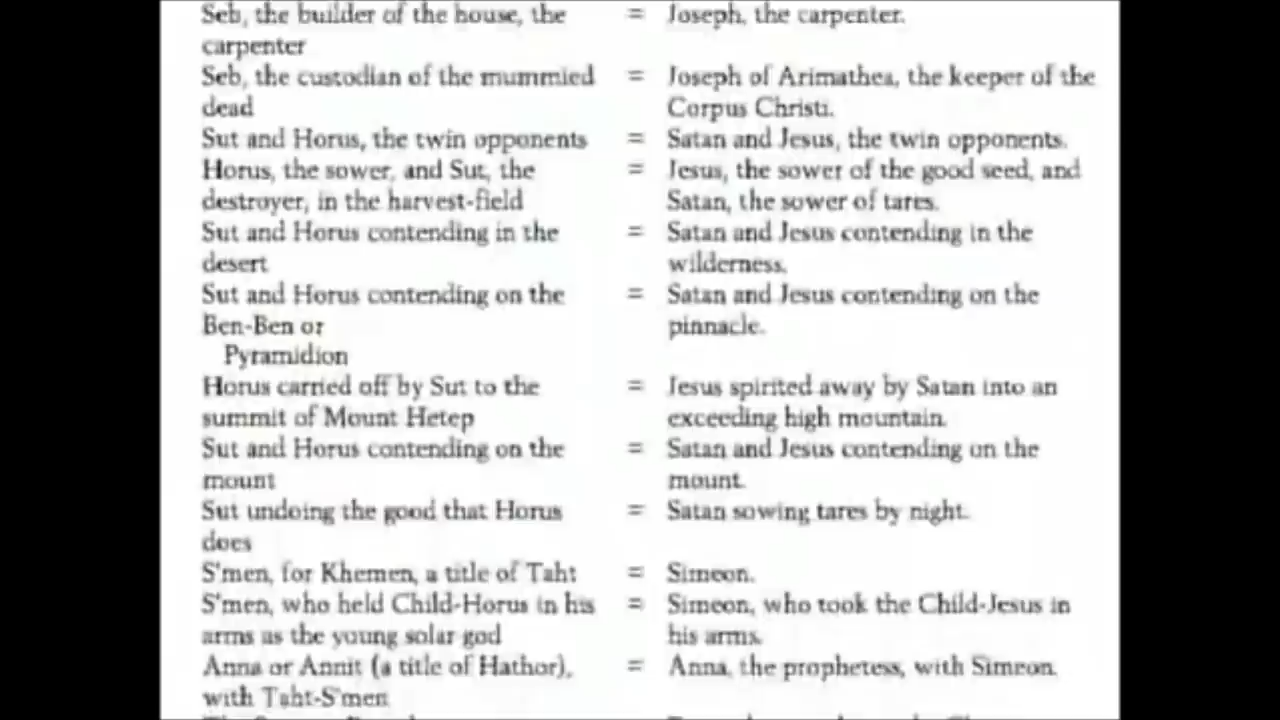 Seb, the builder of the house, the = Joseph, the carpenter.
carpenter
Seb, the custodian of the mummied = Joseph of Arimathea, the keeper of the
dead Corpus Christi.
Sut and Horus, the twin opponents = Satan and Jesus, the twin opponents.
Horus, the sower, and Sut, the = Jesus, the sower of the good seed, and
destroyer, in the harvest-field Satan, the sower of tares.
Sut and Horus contending in the = Satan and Jesus contending in the
desert wilderness.
Sut and Horus contending on the = Satan and Jesus contending on the
Ben-Ben or pinnacle.
Pyramidion
Horus carried off by Sut to the = Jesus spirited away by Satan into an
summit of Mount Hetep exceeding high mountain.
Sut and Horus contending on the = Satan and Jesus contending on the
mount mount.
Sut undoing the good that Horus = Satan sowing tares by night.
does
S'men, for Khemen, a title of Taht = Simeon.
S'men, who held Child-Horus in his = Simeon, who took the Child-Jesus in
arms as the young solar god his arms.
Anna or Annit (a title of Hathor), = Anna, the prophetess, with Simeon.
with Taht-S'men